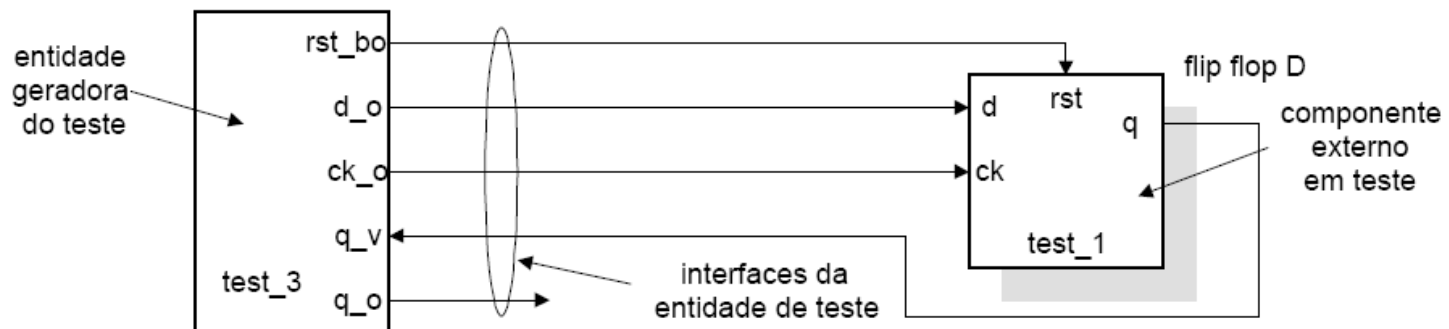 entidade
geradora
do teste
rst_bo
d_o
ck_o
q_v
q_o
test_3
interfaces da
entidade de teste
flip flop D
rst
d
q
ck
test_1
componente
externo
em teste